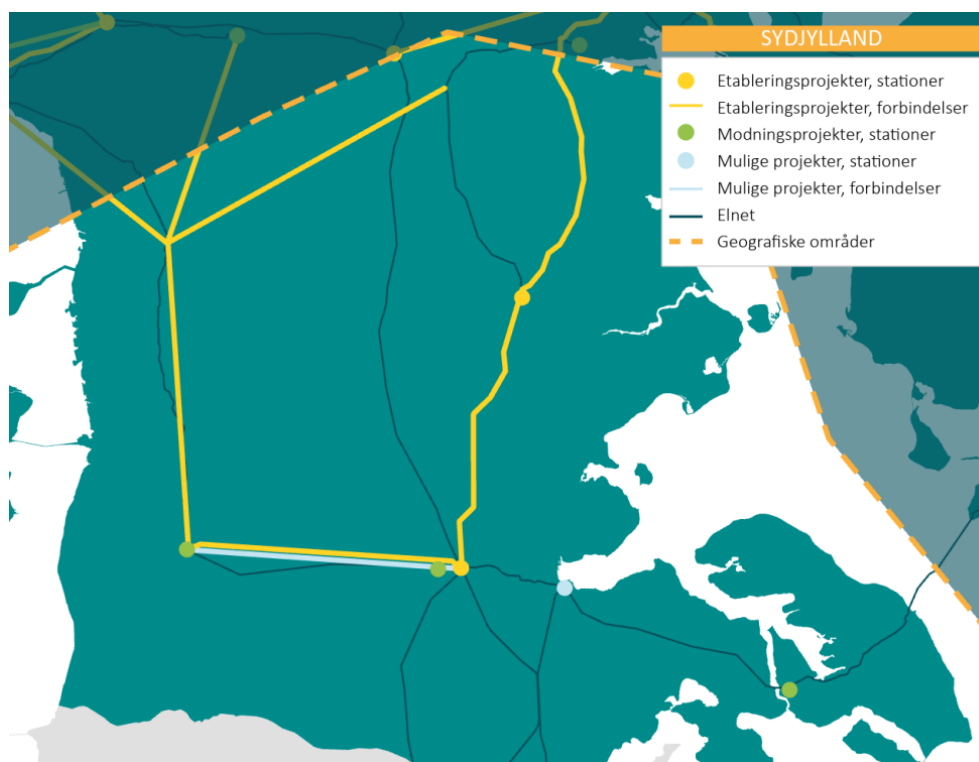 SYDJYLLAND
Etableringsprojekter, stationer
Etableringsprojekter, forbindelser
Modningsprojekter, stationer
Mulige projekter, stationer
Mulige projekter, forbindelser
Elnet
Geografiske områder